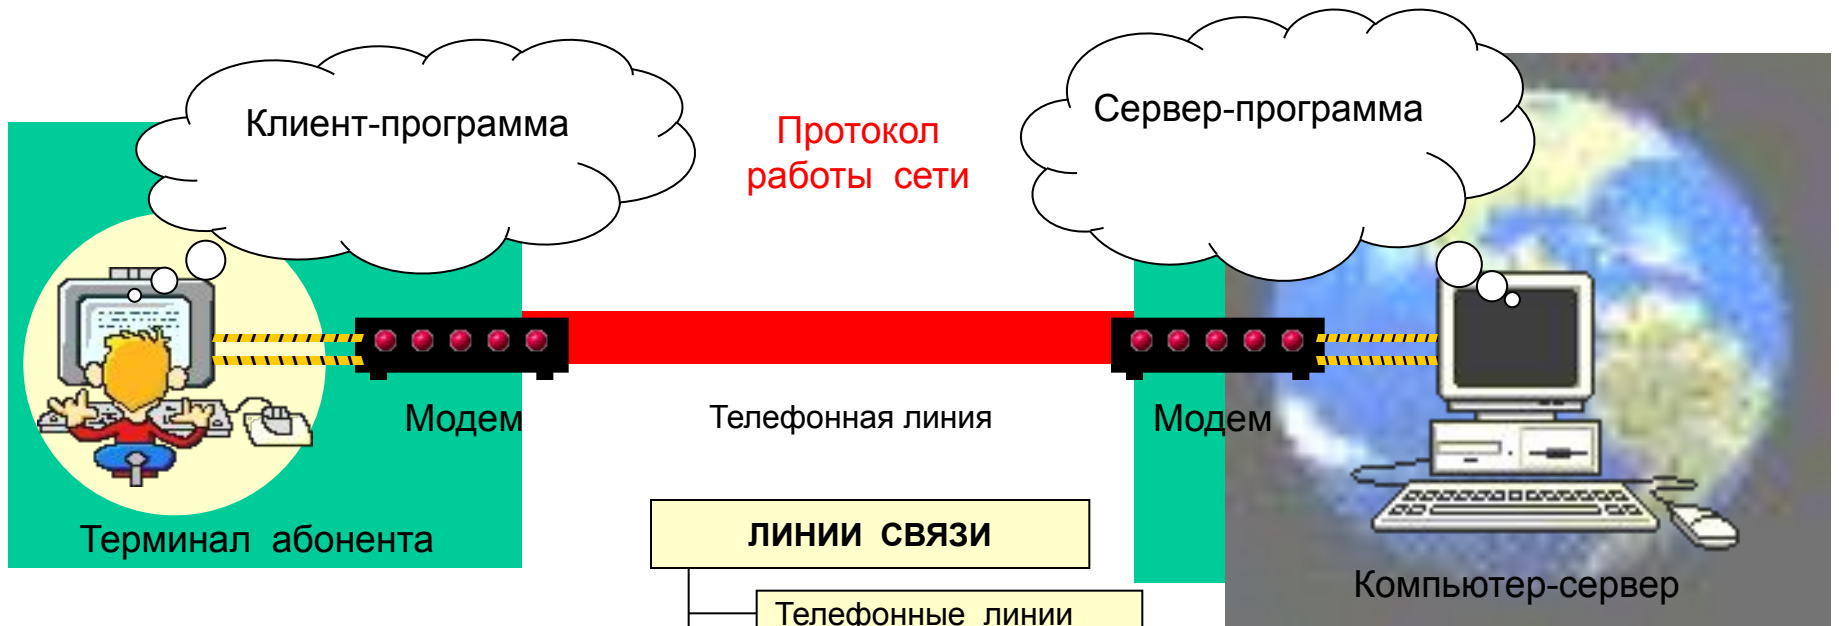 Клиент-программа
Сервер-программа
Протокол
работы сети
Модем
Телефонная линия
Модем
Терминал абонента
ЛИНИИ СВЯЗИ
Компьютер-сервер
Телефонные линии